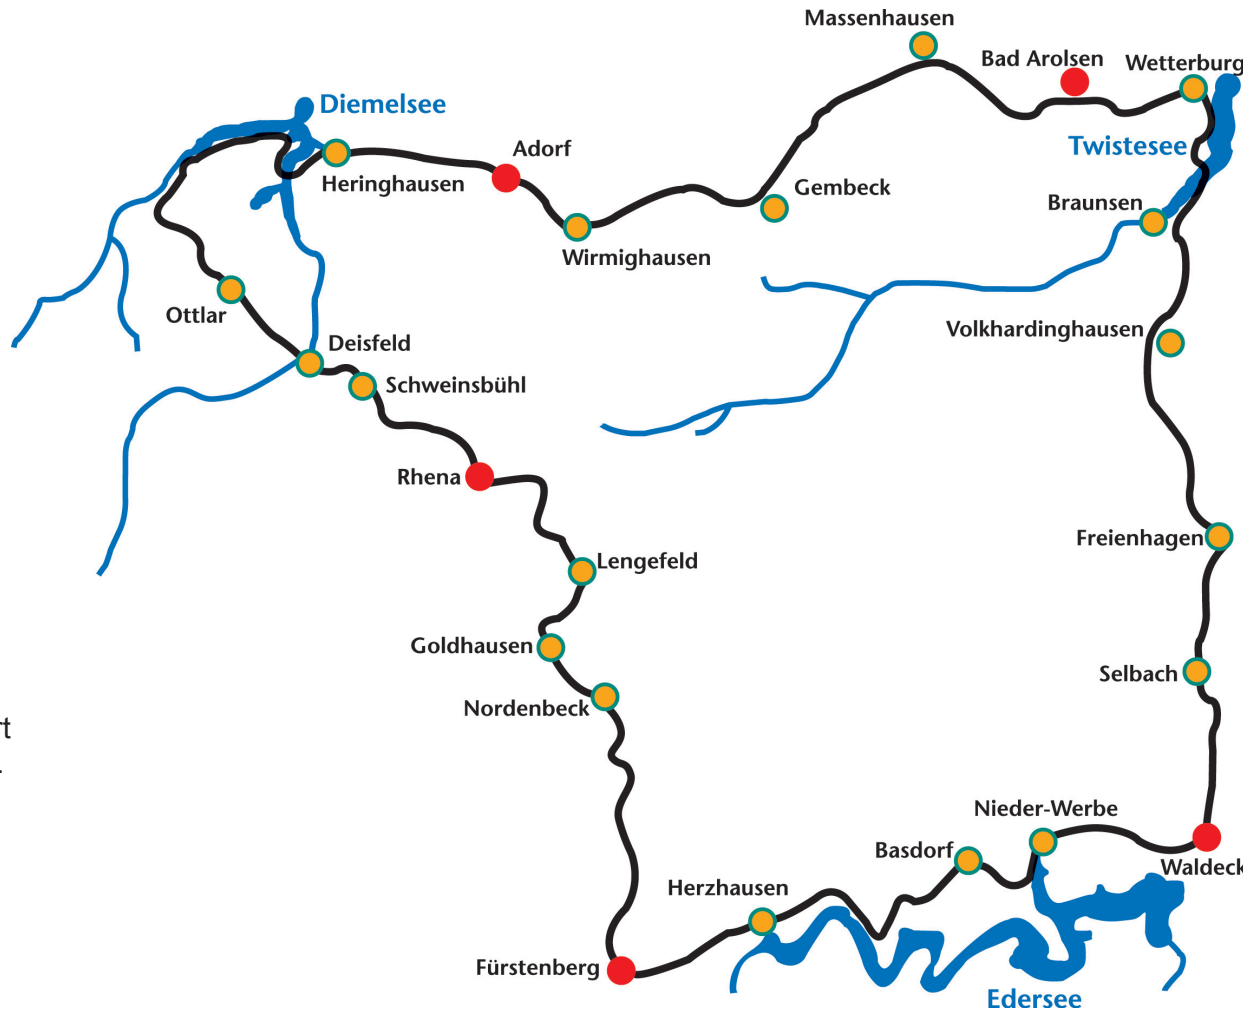 Massenhausen
Bad Arolsen
Wetterburg
Diemelsee
Adorf
Twistesee
Heringhausen
Gembeck
Braunsen
Wirmighausen
Ottlar
Volkhardinghausen
Deisfeld
Schweinsbühl
Rhena
Freienhagen
Lengefeld
Goldhausen
Selbach
Nordenbeck
rt
.
Nieder-Werbe
Basdorf
Waldeck
Herzhausen
Fürstenberg
Edersee